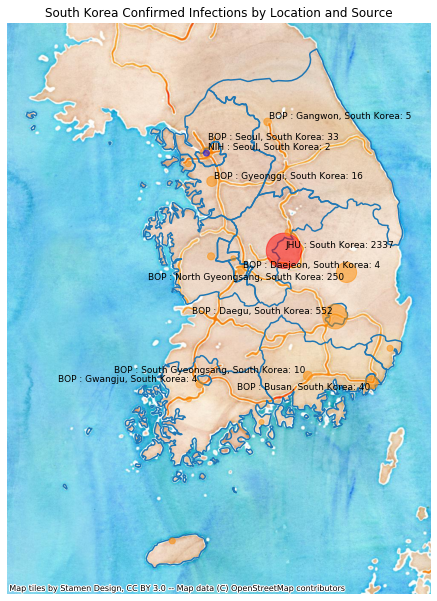 South Korea Confirmed Infections by Location and Source
BOP : Gangwon, South Korea: 5
BOP : Seoul, South Korea: 33
NIH : Seoul, South Korea: 2
BOP : Gyeonggi, South Korea: 16
JHU : South Korea: 2337
BOP : Daejeon, South Korea: 4
BOP : North Gyeongsang, South Korea: 250
BOP : Daegu, South Korea: 552
BOP : South Gyeongsang, South Korea: 10
BOP : Gwangju, South Korea: 4
BOP : Busan, South Korea: 40
Map tiles by Stamen Design, CC BY 3.0 -- Map data (C) OpenStreetMap contributors